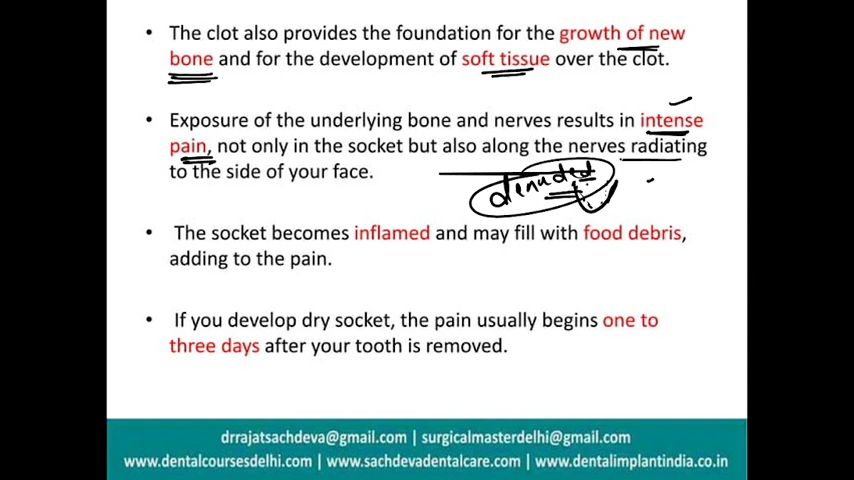 • The clot also provides the foundation for the growth of new
bone and for the development of soft tissue over the clot.
• Exposure of the underlying bone and nerves results in intense
pain, not only in the socket but also along the nerves radiating
to the side of your face.
denuded
• The socket becomes inflamed and may fill with food debris,
adding to the pain.
• If you develop dry socket, the pain usually begins one to
three days after your tooth is removed.
drrajatsachdeva@gmail.com | surgicalmasterdelhi@gmail.com
www.dentalcoursesdelhi.com | www.sachdevadentalcare.com | www.dentalimplantindia.co.in